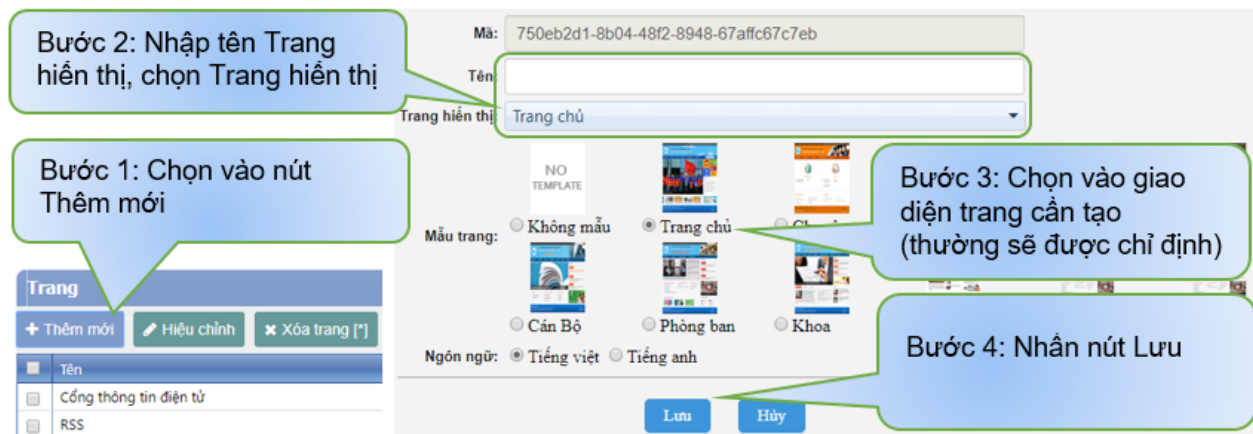 Bước 2: Nhập tên Trang
hiển thị, chọn Trang hiển thị
Mã: 750eb2d1-8b04-48f2-8948-67affc67c7eb
Tên:
Trang hiển thị: Trang chủ
Bước 1: Chọn vào nút
Thêm mới
NO
TEMPLATE
Bước 3: Chọn vào giao
diện trang cần tạo
(thường sẽ được chỉ định)
Mẫu trang:
Không mẫu
Trang chủ
Cán Bộ
Phòng ban
Khoa
Ngôn ngữ: Tiếng việt Tiếng anh
Bước 4: Nhấn nút Lưu
Lưu Hủy
Trang
+ Thêm mới Hiệu chỉnh Xóa trang [*]
Tên
Cổng thông tin điện tử
RSS